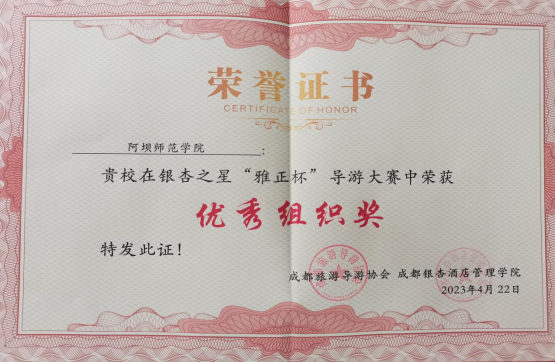 荣誉证书
CERTIFICATE OF HONOR
阿坝师范学院:
贵校在银杏之星“雅正杯”导游大赛中荣获
优秀组织奖
特发此证!
成都旅游导游协会 成都银杏酒店管理学院
2023年4月22日